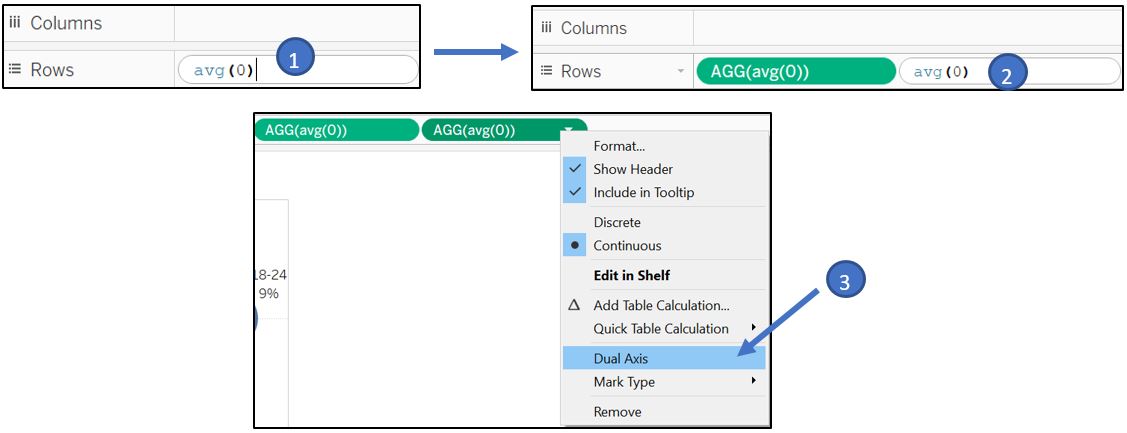 Columns
Rows
avg(0)
1
Columns
Rows
AGG(avg(0))
avg(0)
2
AGG(avg(0))
AGG(avg(0))
Format...
Show Header
Include in Tooltip
Discrete
Continuous
Edit in Shelf
Add Table Calculation...
Quick Table Calculation
Dual Axis
Mark Type
Remove
18-24
9%
3